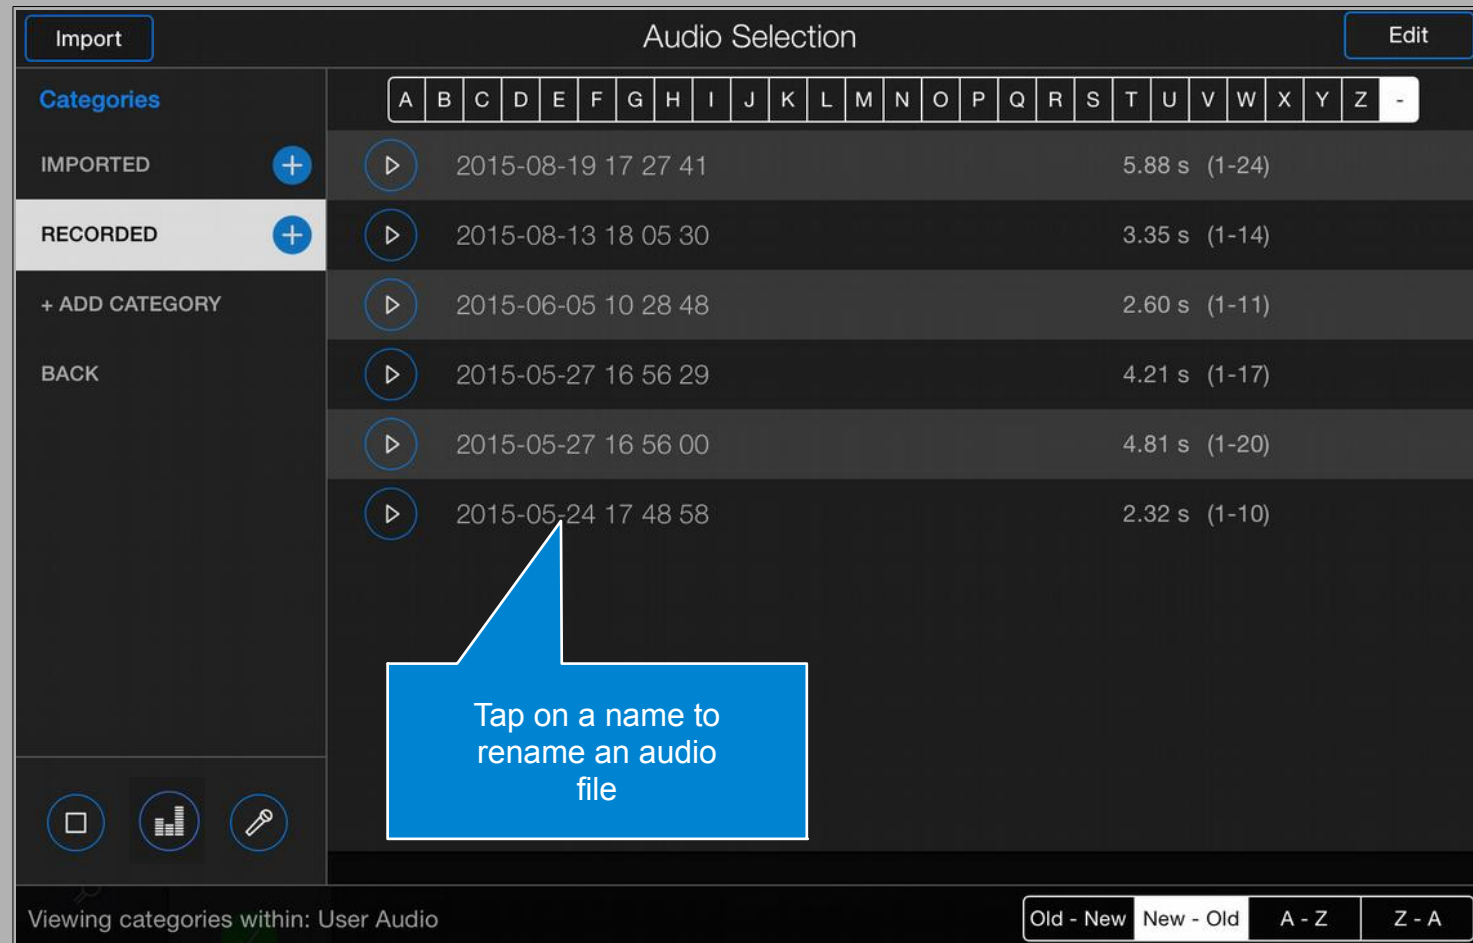 Import Audio Selection Edit
Categories A B C D E F G H I J K L M N O P Q R S T U V W X Y Z -
IMPORTED 2015-08-19 17 27 41 5.88 s (1-24)
RECORDED 2015-08-13 18 05 30 3.35 s (1-14)
+ ADD CATEGORY 2015-06-05 10 28 48 2.60 s (1-11)
BACK 2015-05-27 16 56 29 4.21 s (1-17)
2015-05-27 16 56 00 4.81 s (1-20)
2015-05-24 17 48 58 2.32 s (1-10)
Tap on a name to
rename an audio
file
Viewing categories within: User Audio Old - New New - Old A - Z Z - A